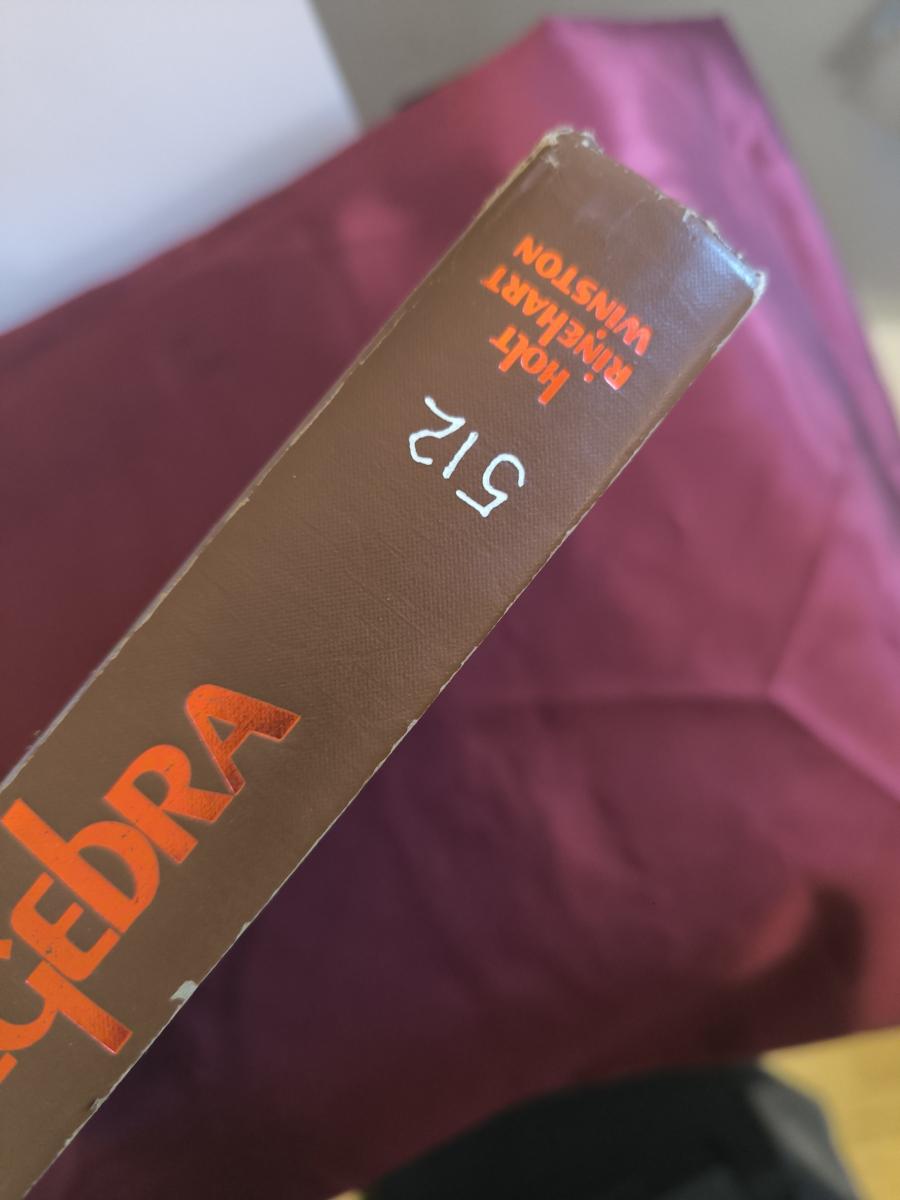 gEbRA
512
holt
RINEhART
WINSTON